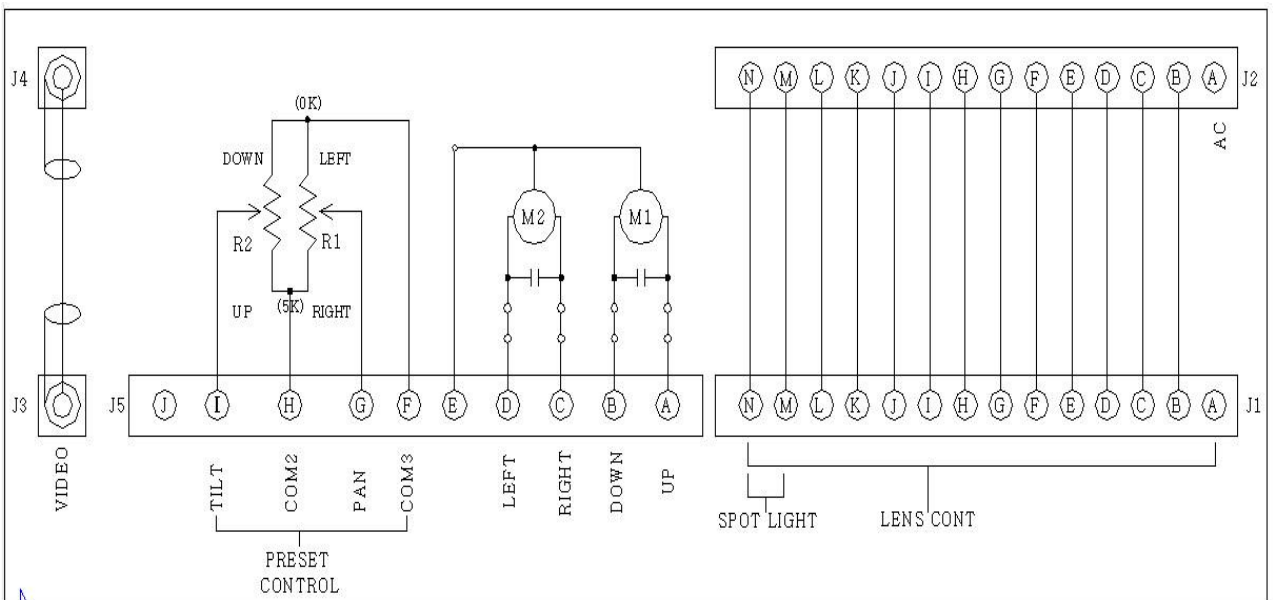 J4
J2
N M L K J I H G F E D C B A
AC
(0K)
DOWN LEFT
R2 R1
M2 M1
UP (5K) RIGHT
J3
J5
J I H G F E D C B A
N M L K J I H G F E D C B A
J1
VIDEO
TILT
COM2
PAN
COM3
LEFT
RIGHT
DOWN
UP
PRESET
CONTROL
SPOT LIGHT
LENS CONT